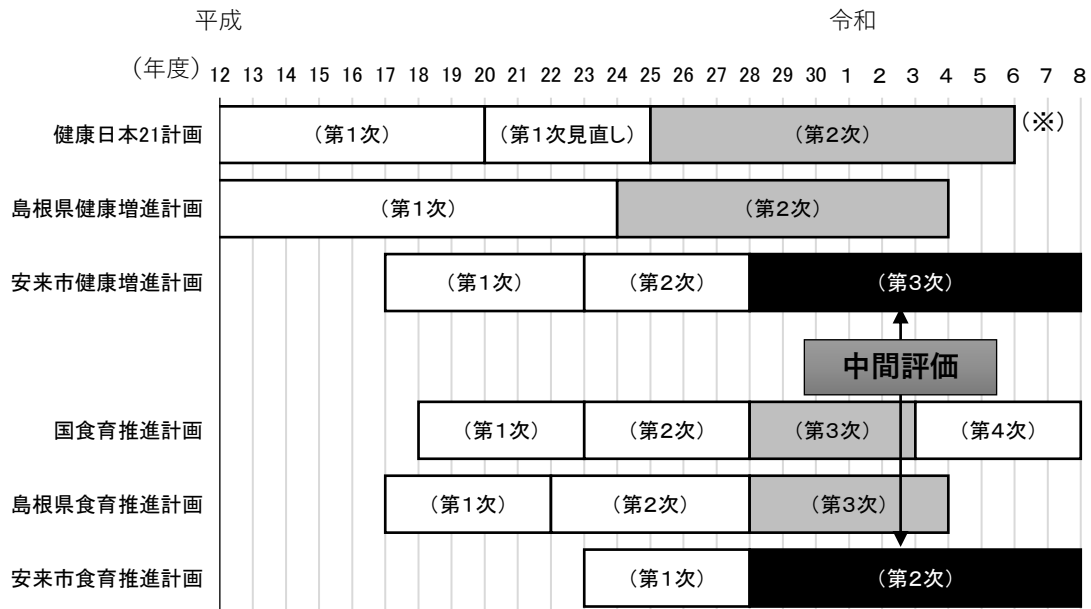 平成 令和
（年度） 12 13 14 15 16 17 18 19 20 21 22 23 24 25 26 27 28 29 30 1 2 3 4 5 6 7 8
健康日本21計画 （第1次） （第1次見直し） （第2次） （※）
島根県健康増進計画 （第1次） （第2次）
安来市健康増進計画 （第1次） （第2次） （第3次）
中間評価
国食育推進計画 （第1次） （第2次） （第3次） （第4次）
島根県食育推進計画 （第1次） （第2次） （第3次）
安来市食育推進計画 （第1次） （第2次）